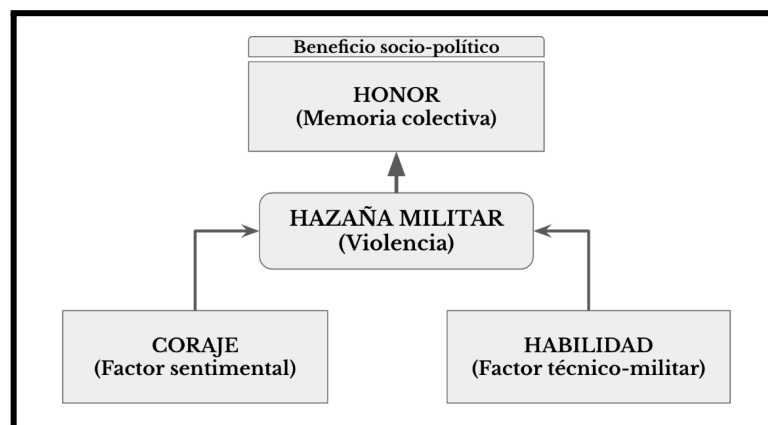 Beneficio socio-político
HONOR
(Memoria colectiva)
HAZAÑA MILITAR
(Violencia)
CORAJE
(Factor sentimental)
HABILIDAD
(Factor técnico-militar)